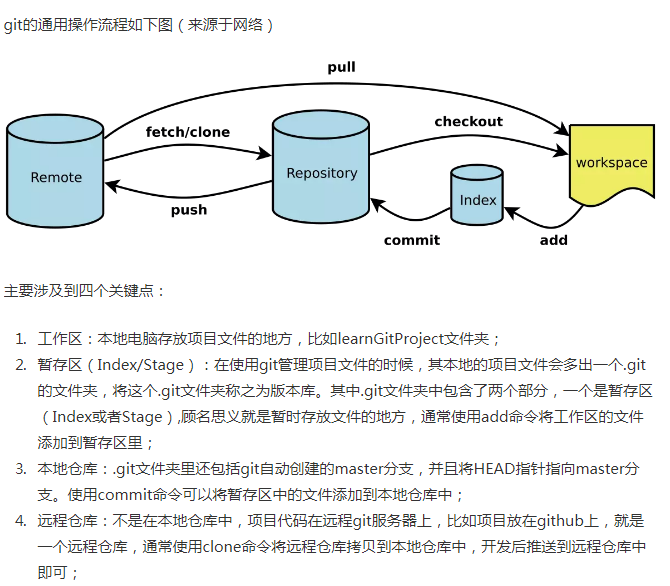 git的通用操作流程如下图（来源于网络）
pull
fetch/clone
checkout
Remote
Repository
workspace
Index
push
commit
add
主要涉及到四个关键点：
1. 工作区：本地电脑存放项目文件的地方，比如learnGitProject文件夹；
2. 暂存区（Index/Stage）：在使用git管理项目文件的时候，其本地的项目文件会多出一个.git
的文件夹，将这个.git文件夹称之为版本库。其中.git文件夹中包含了两个部分，一个是暂存区
（Index或者Stage）,顾名思义就是暂时存放文件的地方，通常使用add命令将工作区的文件
添加到暂存区里；
3. 本地仓库：.git文件夹里还包括git自动创建的master分支，并且将HEAD指针指向master分
支。使用commit命令可以将暂存区中的文件添加到本地仓库中；
4. 远程仓库：不是在本地仓库中，项目代码在远程git服务器上，比如项目放在github上，就是
一个远程仓库，通常使用clone命令将远程仓库拷贝到本地仓库中，开发后推送到远程仓库中
即可；